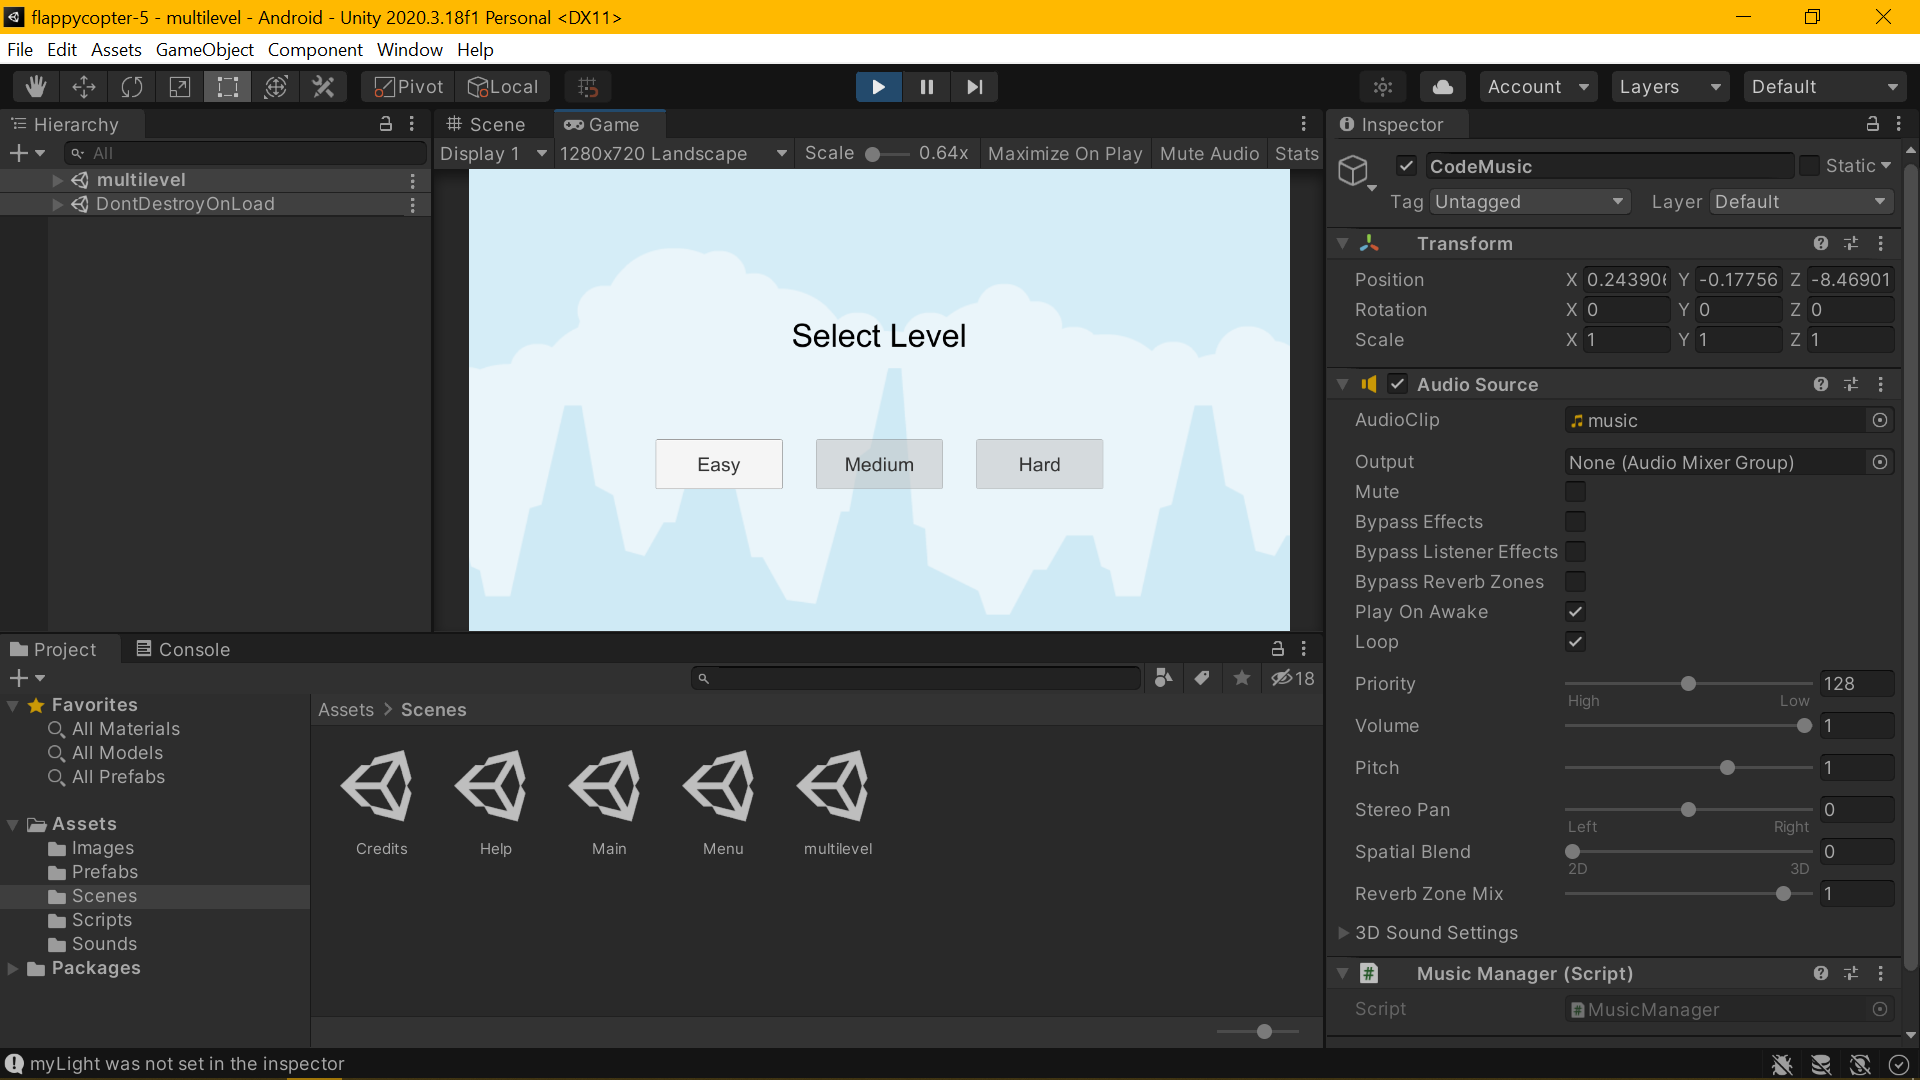 flappycopter-5 - multilevel - Android - Unity 2020.3.18f1 Personal <DX11>
File Edit Assets GameObject Component Window Help
Pivot Local Account Layers Default
Hierarchy
All
multilevel
DontDestroyOnLoad
Scene Game
Display 1 1280x720 Landscape Scale 0.64x Maximize On Play Mute Audio Stats
Select Level
Easy Medium Hard
Project Console
18
Favorites
All Materials
All Models
All Prefabs
Assets
Images
Prefabs
Scenes
Scripts
Sounds
Packages
Assets > Scenes
Credits Help Main Menu multilevel
Inspector
CodeMusic Static
Tag Untagged Layer Default
Transform
Position X 0.243906 Y -0.17756 Z -8.46901
Rotation X 0 Y 0 Z 0
Scale X 1 Y 1 Z 1
Audio Source
AudioClip music
Output None (Audio Mixer Group)
Mute
Bypass Effects
Bypass Listener Effects
Bypass Reverb Zones
Play On Awake
Loop
Priority 128
High Low
Volume 1
Pitch 1
Stereo Pan 0
Left Right
Spatial Blend 0
2D 3D
Reverb Zone Mix 1
3D Sound Settings
Music Manager (Script)
Script MusicManager
myLight was not set in the inspector